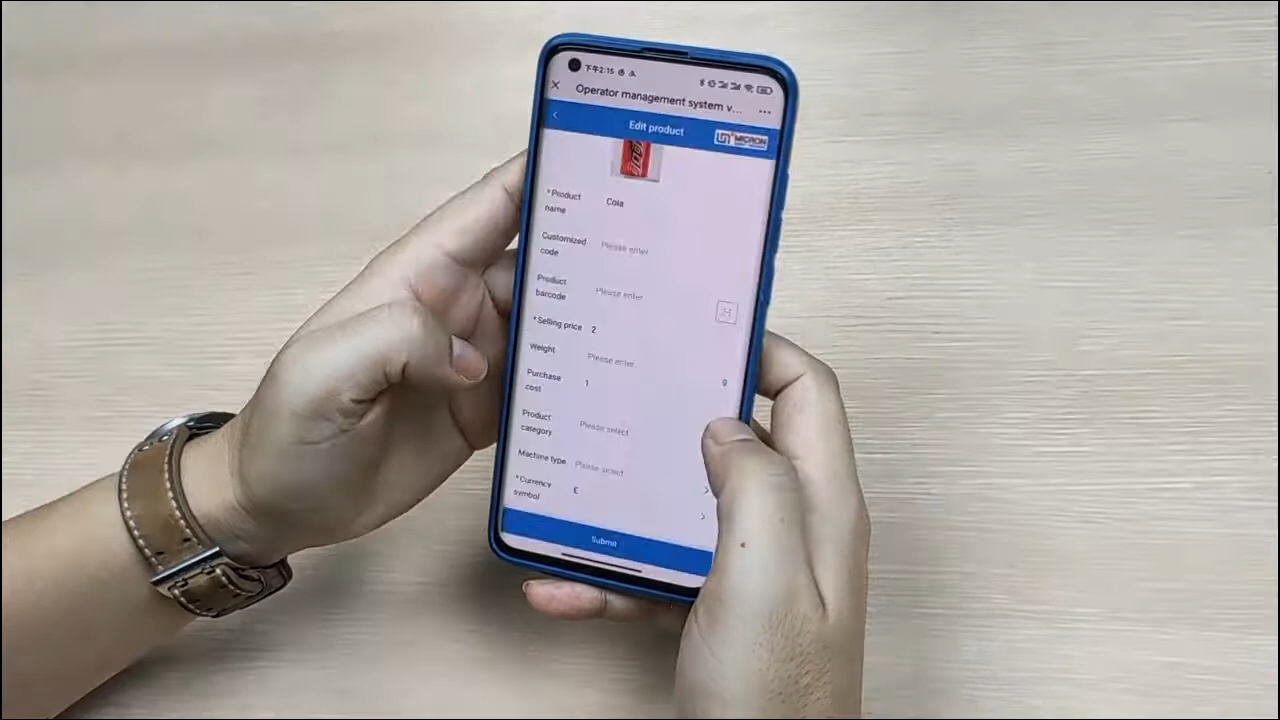 下午2:15
Operator management system v...
Edit product
MICRON
*Product name
Cola
Customized code
Please enter
Product barcode
Please enter
*Selling price 2
Weight
Please enter
g
Purchase cost
1
Product category
Please select
Machine type
Please select
*Currency symbol
£
Submit